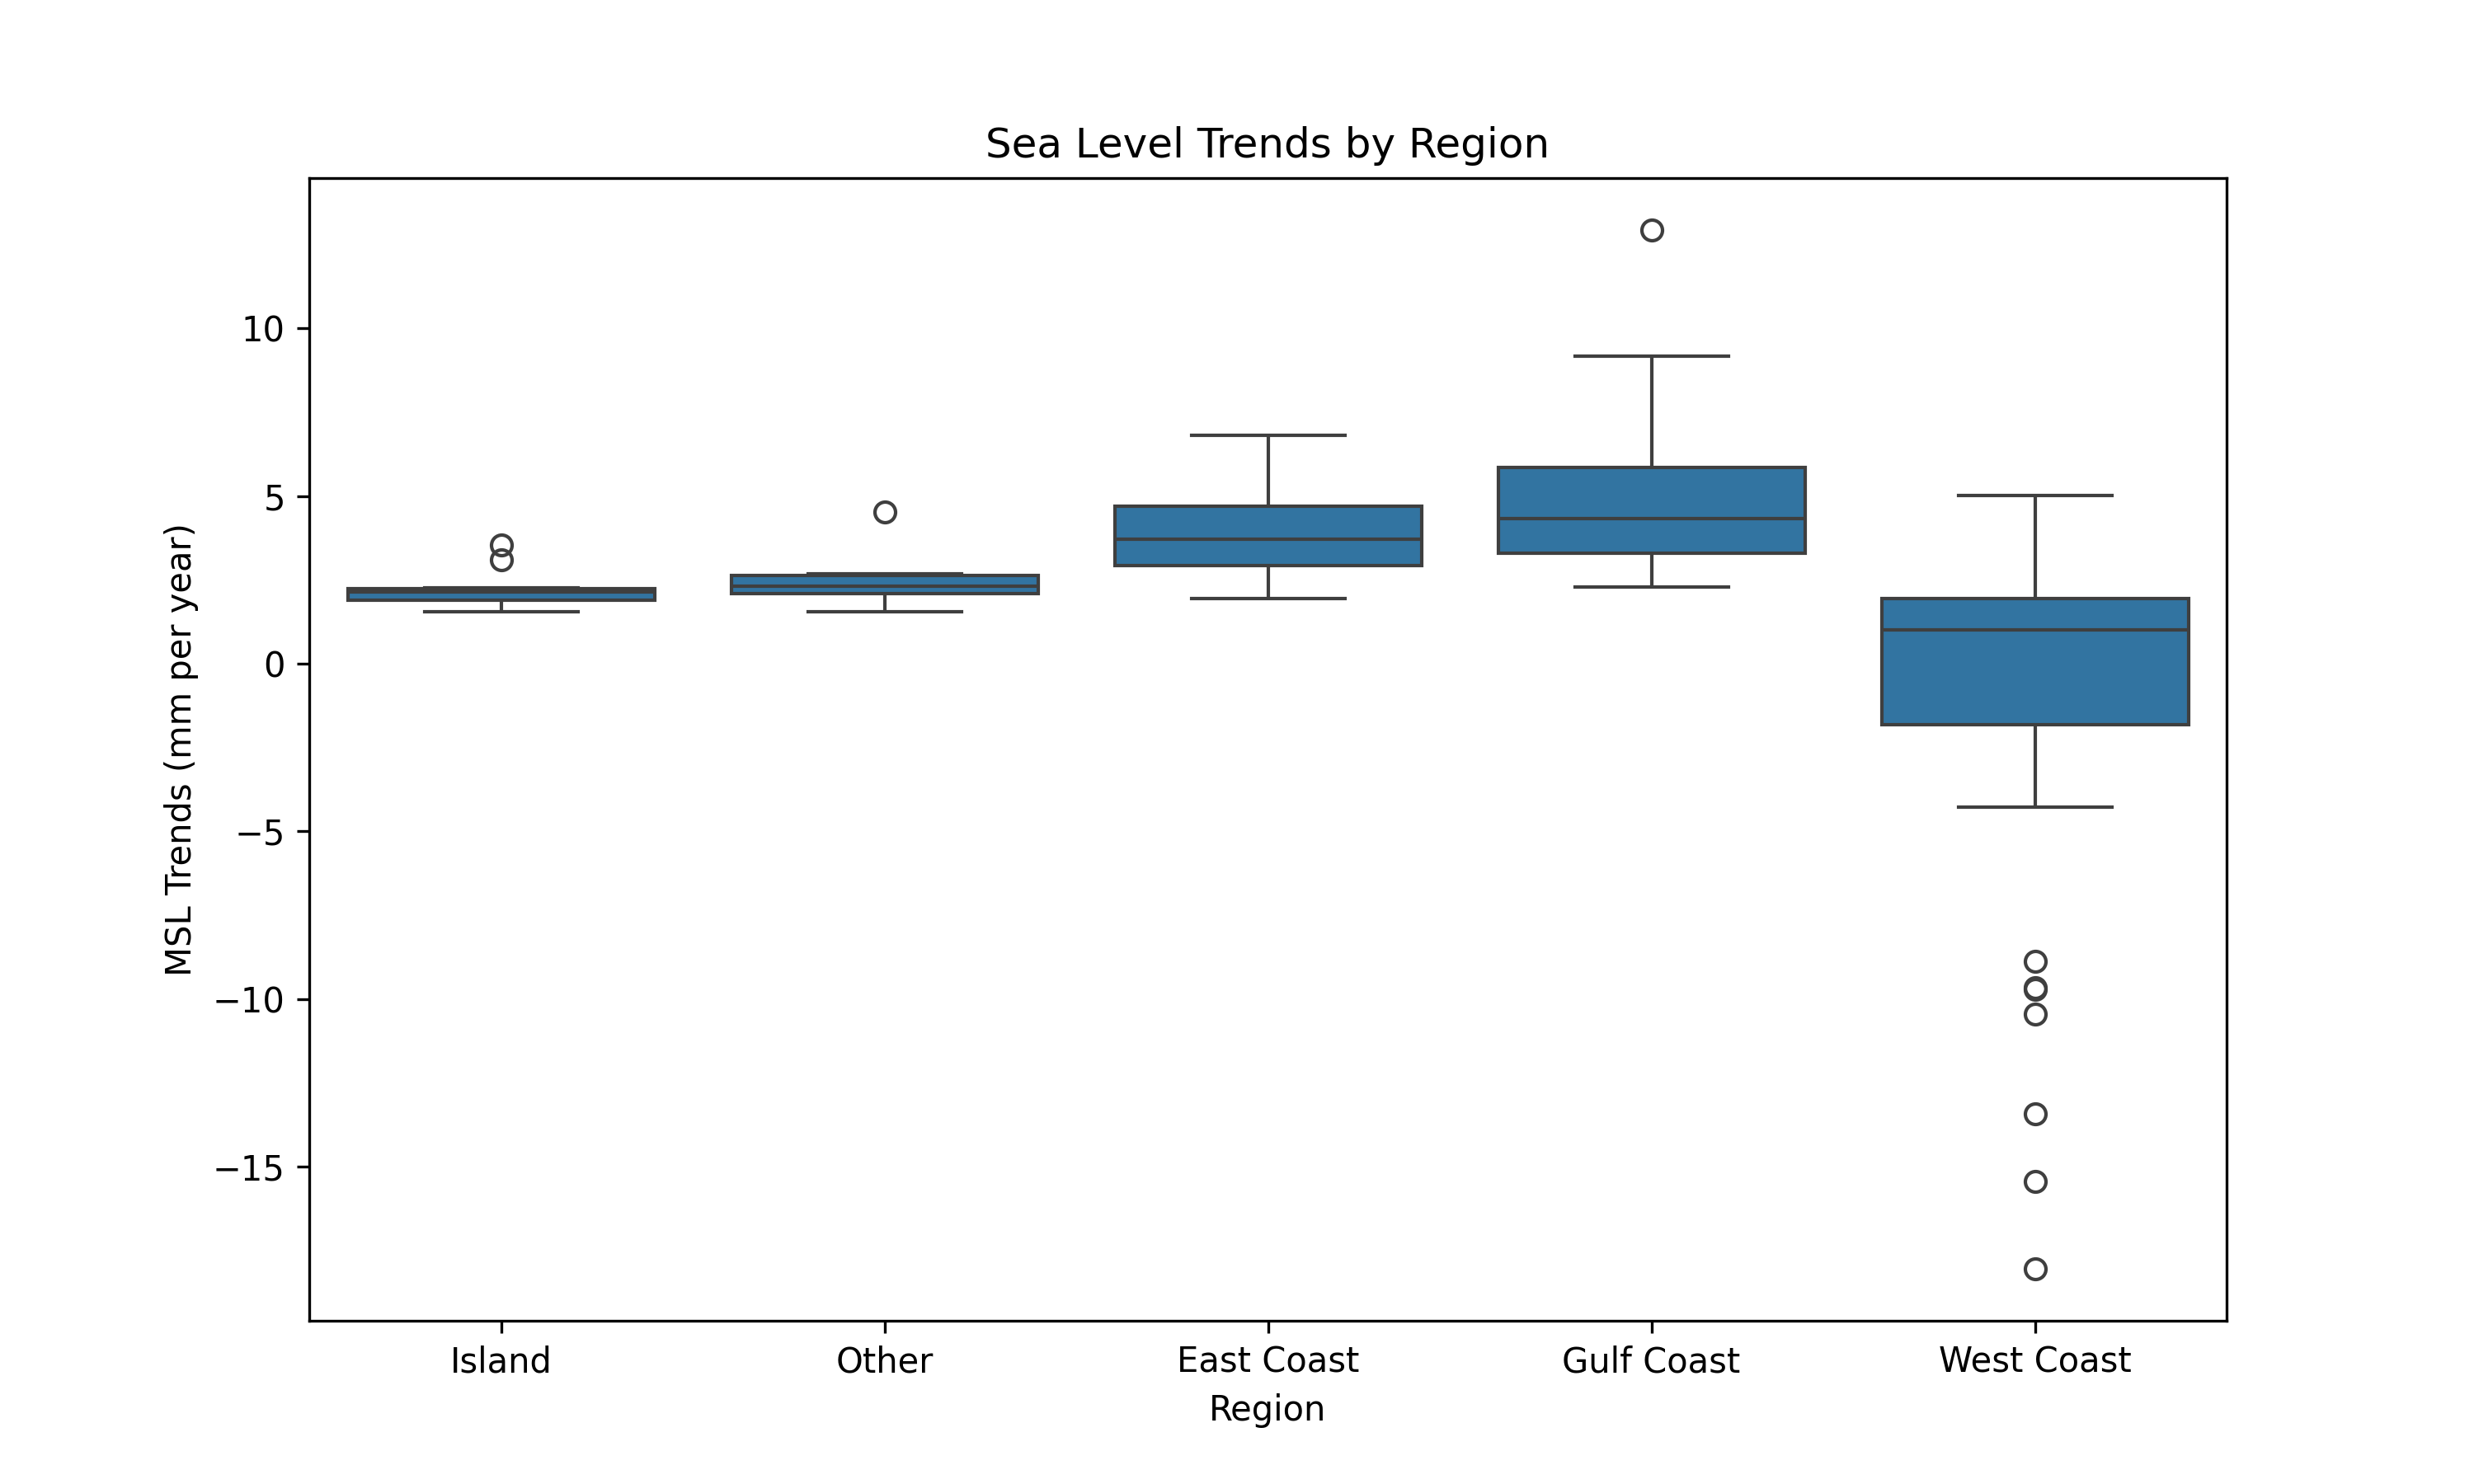 Sea Level Trends by Region
MSL Trends (mm per year)
10
5
0
−5
−10
−15
Island
Other
East Coast
Gulf Coast
West Coast
Region